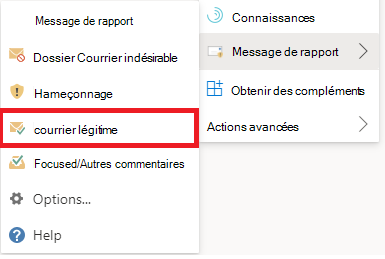 Message de rapport
Dossier Courrier indésirable
Hameçonnage
courrier légitime
Focused/Autres commentaires
Options...
Help
Connaissances
Message de rapport
Obtenir des compléments
Actions avancées